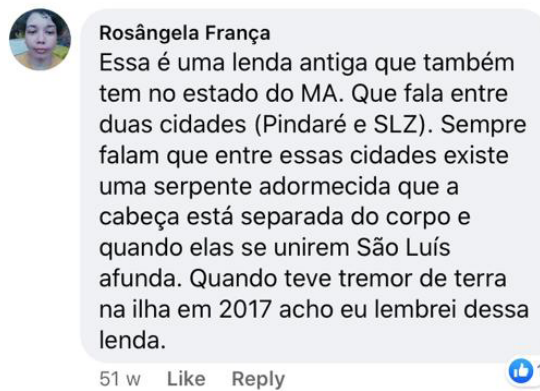 Rosângela França
Essa é uma lenda antiga que também
tem no estado do MA. Que fala entre
duas cidades (Pindaré e SLZ). Sempre
falam que entre essas cidades existe
uma serpente adormecida que a
cabeça está separada do corpo e
quando elas se unirem São Luís
afunda. Quando teve tremor de terra
na ilha em 2017 acho eu lembrei dessa
lenda.
51 w Like Reply